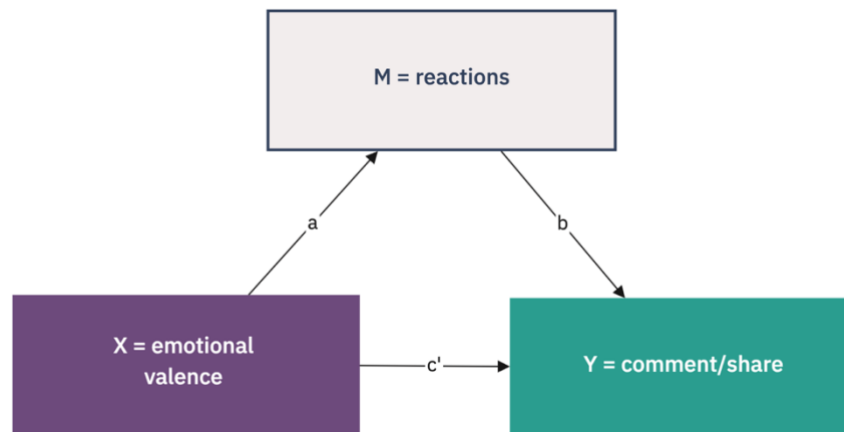 M = reactions
a
b
X = emotional
valence
c'
Y = comment/share